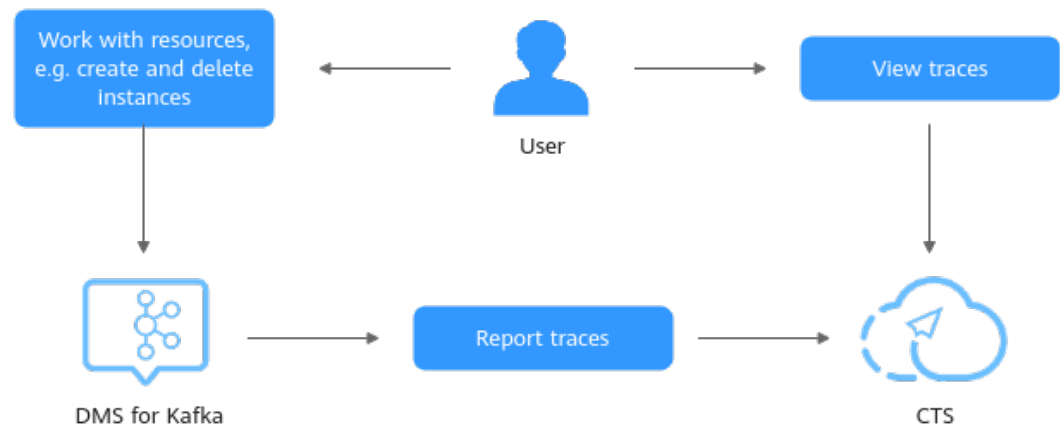 Work with resources,
e.g. create and delete
instances
User
View traces
Report traces
DMS for Kafka
CTS